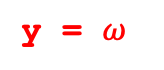 y = ω